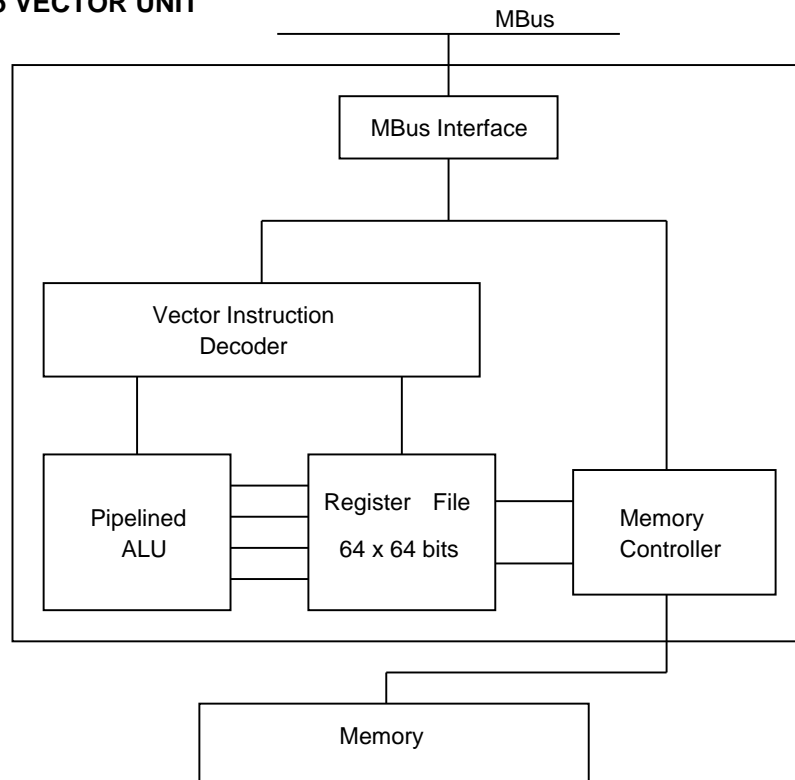 VECTOR UNIT
MBus
MBus Interface
Vector Instruction
Decoder
Pipelined
ALU
Register File
64 x 64 bits
Memory
Controller
Memory